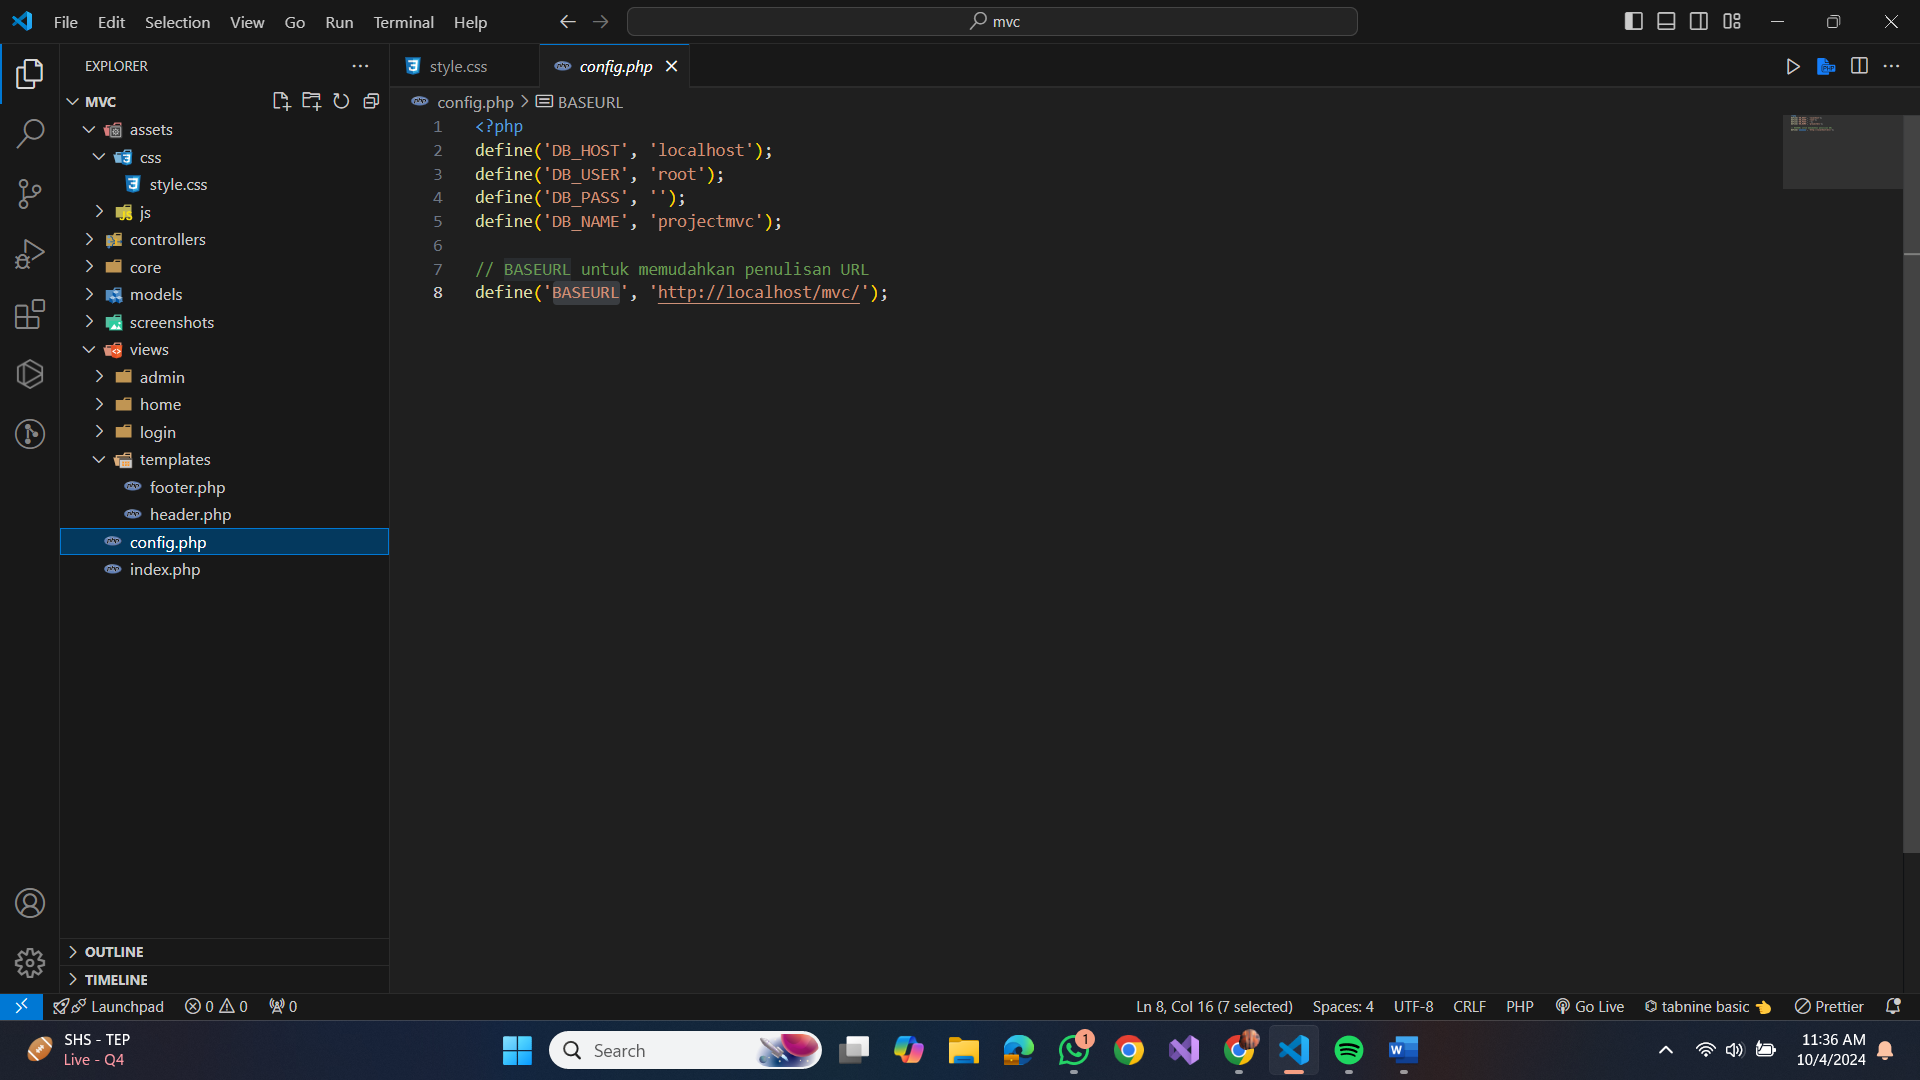 File Edit Selection View Go Run Terminal Help
mvc
EXPLORER
MVC
assets
css
style.css
js
controllers
core
models
screenshots
views
admin
home
login
templates
footer.php
header.php
config.php
index.php
OUTLINE
TIMELINE
style.css
config.php
config.php > BASEURL
1 <?php
2 define('DB_HOST', 'localhost');
3 define('DB_USER', 'root');
4 define('DB_PASS', '');
5 define('DB_NAME', 'projectmvc');
6
7 // BASEURL untuk memudahkan penulisan URL
8 define('BASEURL', 'http://localhost/mvc/');
Launchpad 0 0 0
Ln 8, Col 16 (7 selected) Spaces: 4 UTF-8 CRLF PHP Go Live tabnine basic Prettier
SHS - TEP
Live - Q4
Search
1
11:36 AM
10/4/2024